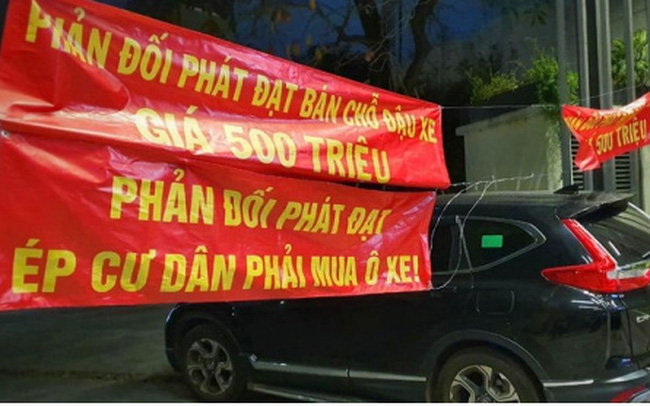 PHẢN ĐỐI PHÁT ĐẠT BÁN CHỖ ĐẬU XE
GIÁ 500 TRIỆU
PHẢN ĐỐI PHÁT ĐẠT
ÉP CƯ DÂN PHẢI MUA Ô XE!
500 TRIỆU